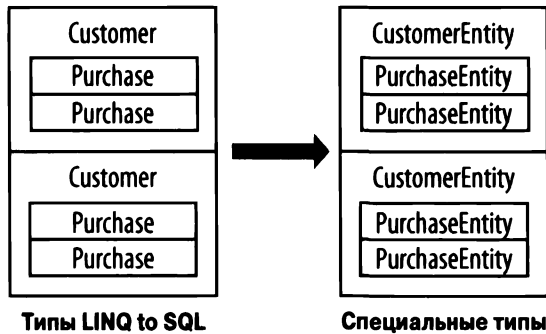 Customer
Purchase
Purchase
Customer
Purchase
Purchase
Типы LINQ to SQL
CustomerEntity
PurchaseEntity
PurchaseEntity
CustomerEntity
PurchaseEntity
PurchaseEntity
Специальные типы